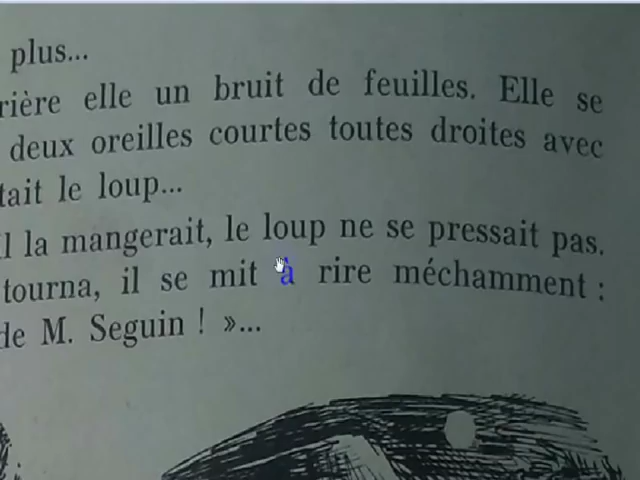 plus...
rière elle un bruit de feuilles. Elle se
deux oreilles courtes toutes droites avec
tait le loup...
l la mangerait, le loup ne se pressait pas.
tourna, il se mit à rire méchamment :
de M. Seguin ! »...